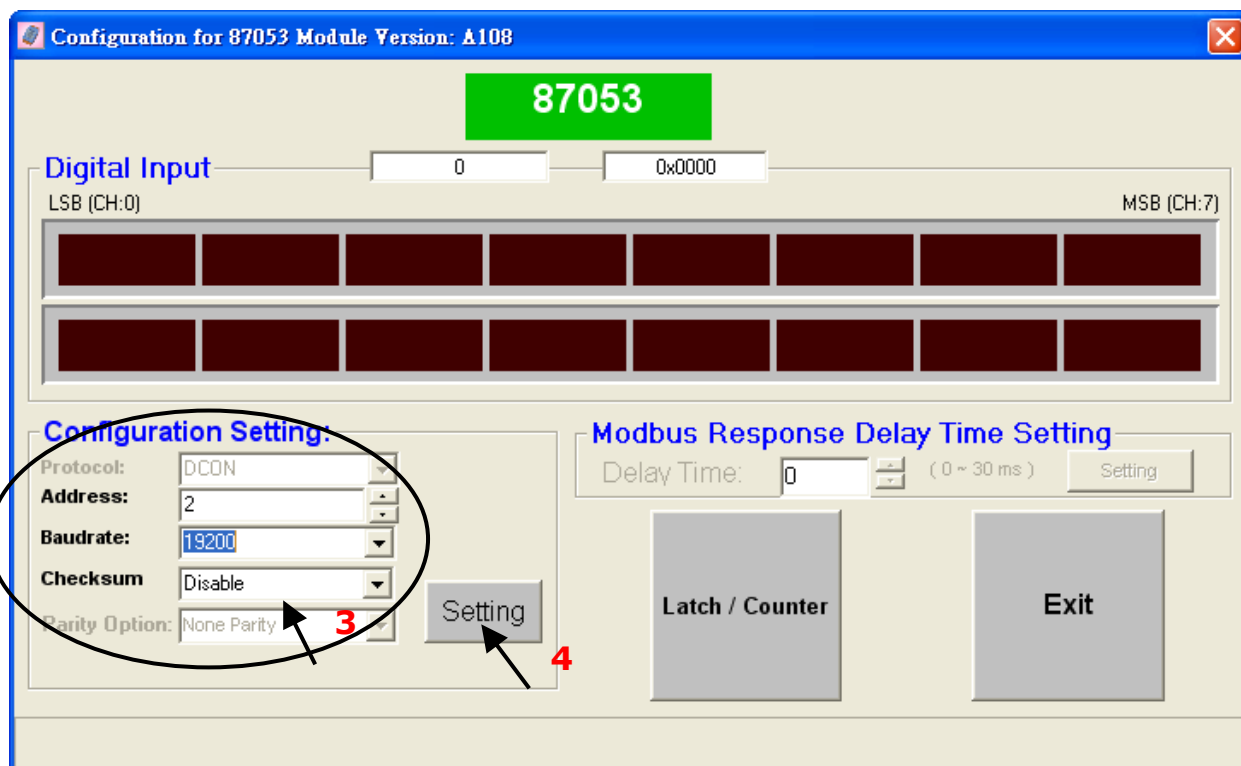 Configuration for 87053 Module Version: A108
87053
Digital Input
0
0x0000
LSB (CH:0)
MSB (CH:7)
Configuration Setting:
Protocol: DCON
Address: 2
Baudrate: 19200
Checksum Disable
Parity Option: None Parity
3
Setting
4
Modbus Response Delay Time Setting
Delay Time: 0 ( 0 ~ 30 ms ) Setting
Latch / Counter
Exit